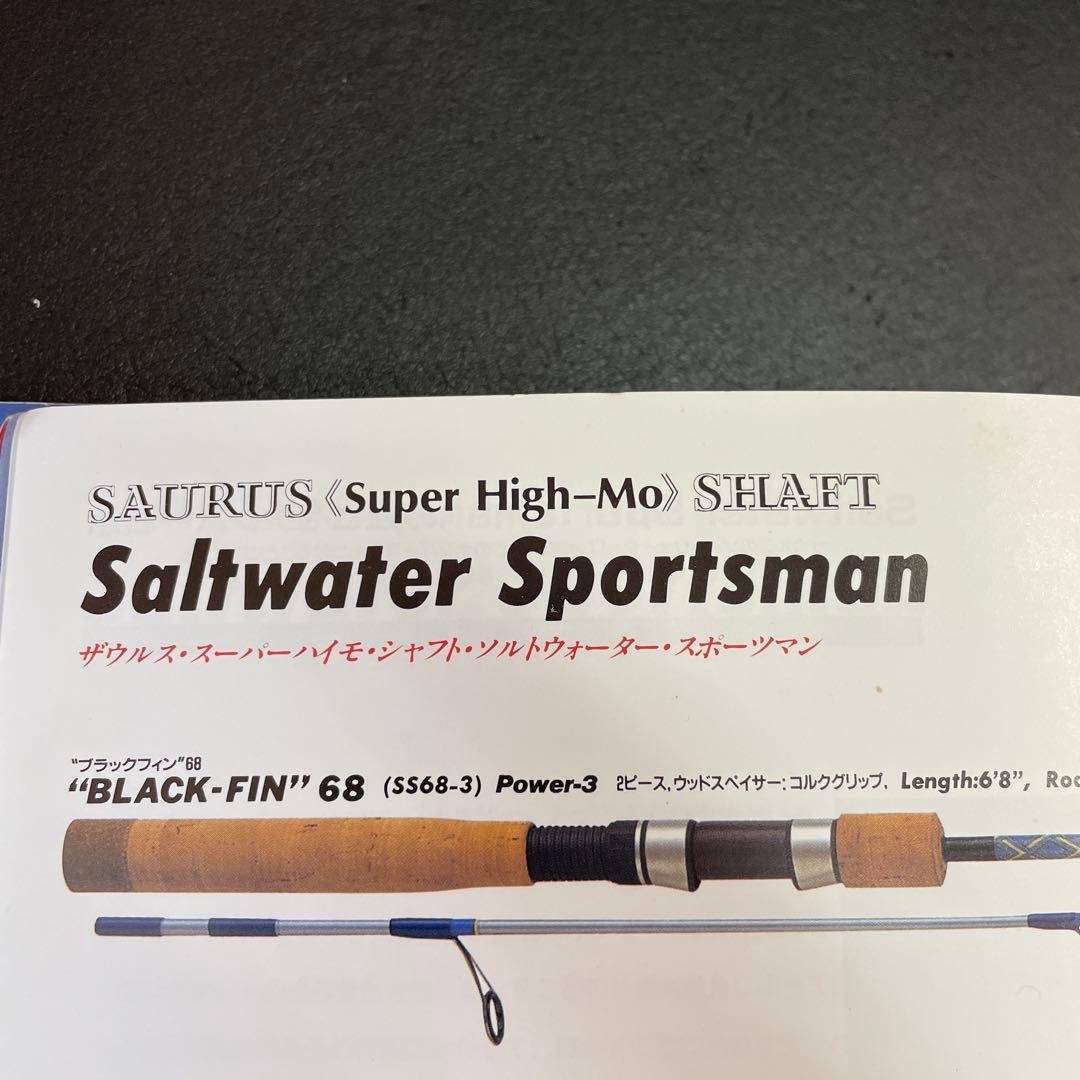 SAURUS《Super High-Mo》SHAFT
Saltwater Sportsman
ザウルス・スーパーハイモ・シャフト・ソルトウォーター・スポーツマン
"ブラックフィン"68
"BLACK-FIN" 68 (SS68-3) Power-3 2ピース,ウッドスペイサー:コルクグリップ, Length:6'8",